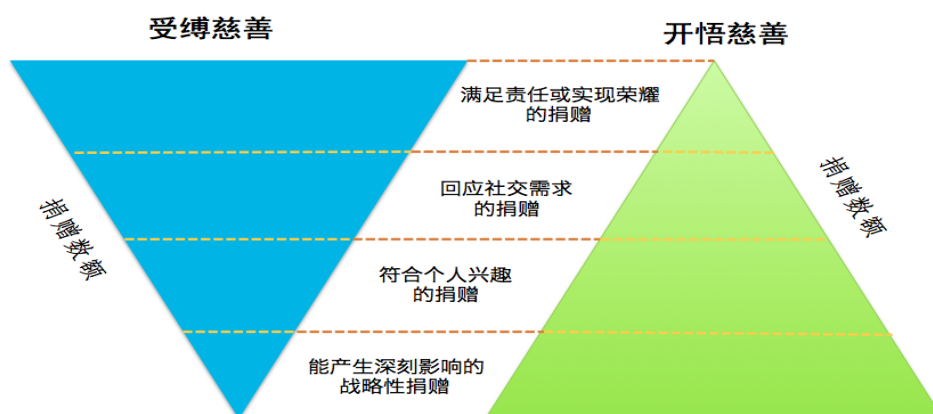 受缚慈善
开悟慈善
满足责任或实现荣耀
的捐赠
回应社交需求
的捐赠
捐赠数额
捐赠数额
符合个人兴趣
的捐赠
能产生深刻影响的
战略性捐赠